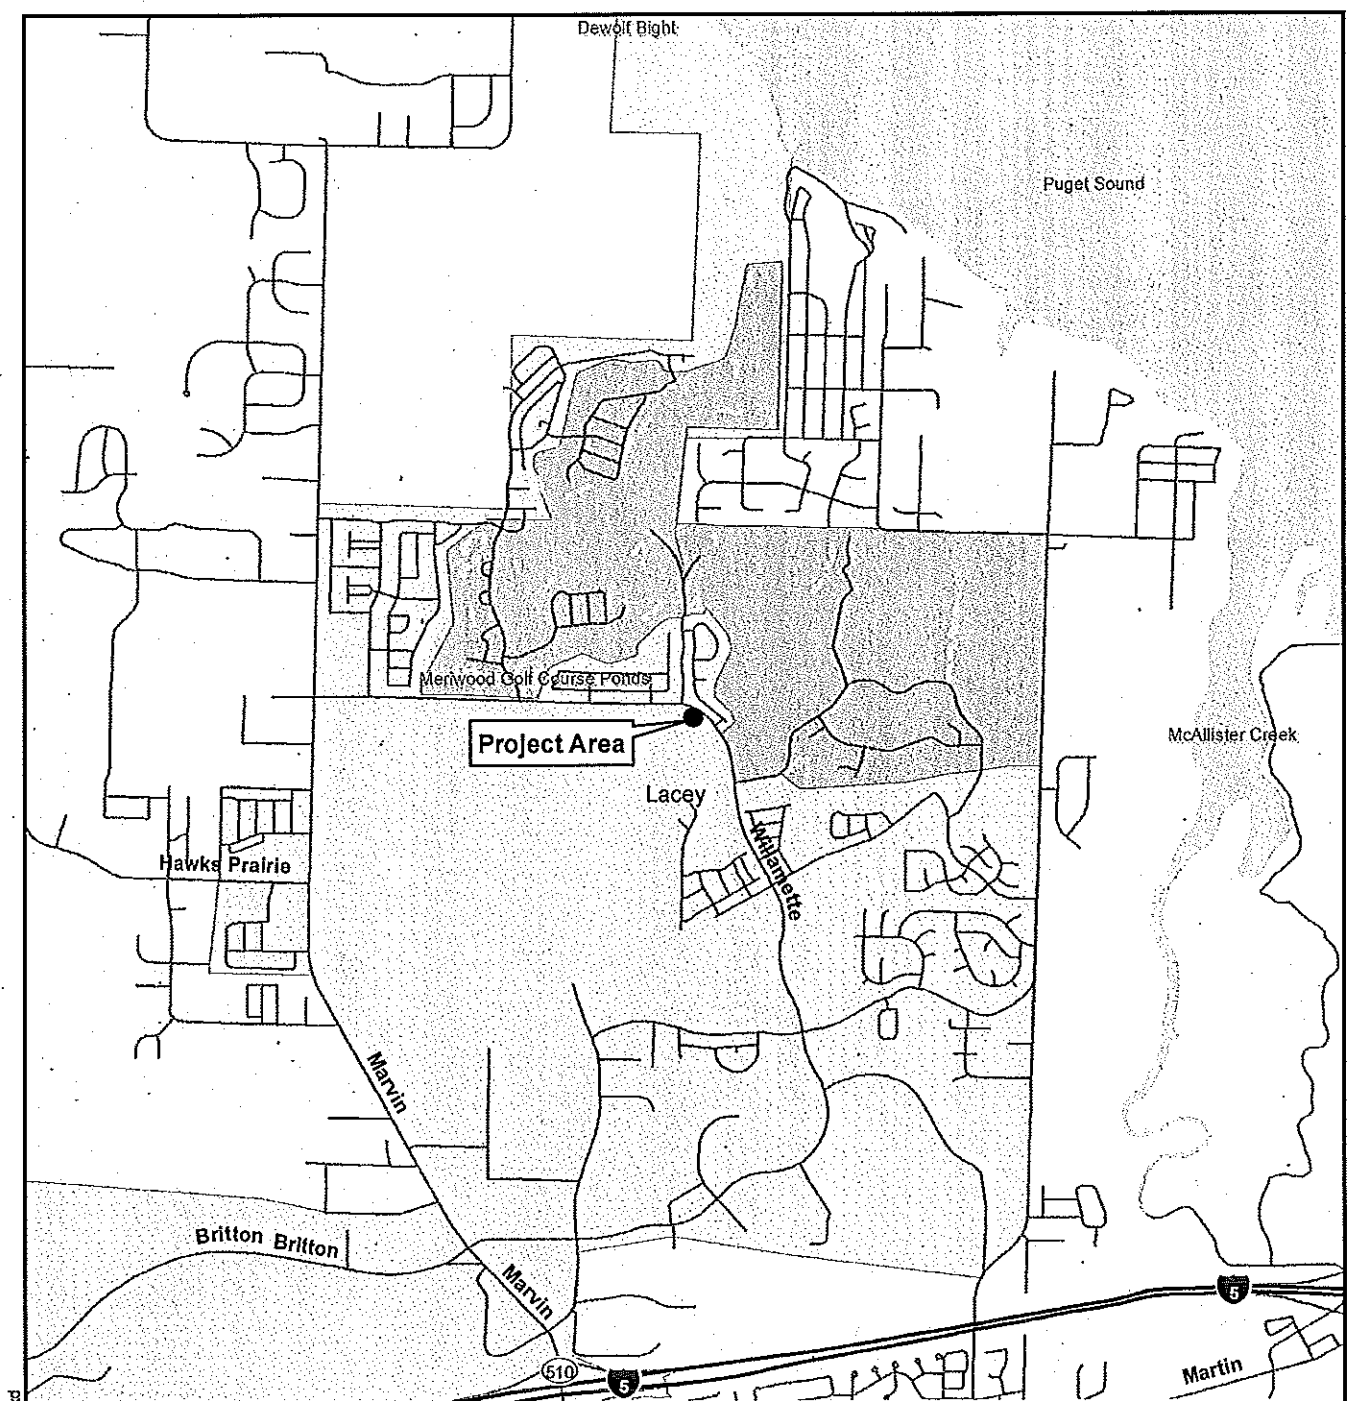 Dewolf Bight
Puget Sound
Meriwood Golf Course Ponds
Project Area
McAllister Creek
Lacey
Willamette
Hawks Prairie
Marvin
Britton Britton
Marvin
5
510
5
Martin